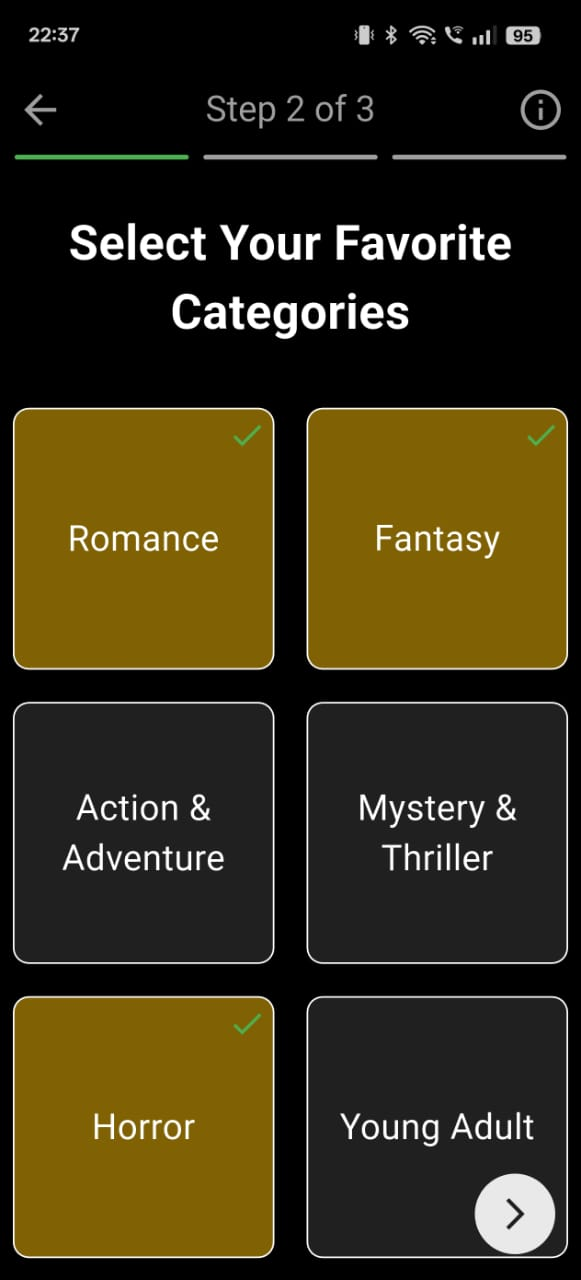 22:37
95
Step 2 of 3
Select Your Favorite
Categories
Romance
Fantasy
Action &
Adventure
Mystery &
Thriller
Horror
Young Adult